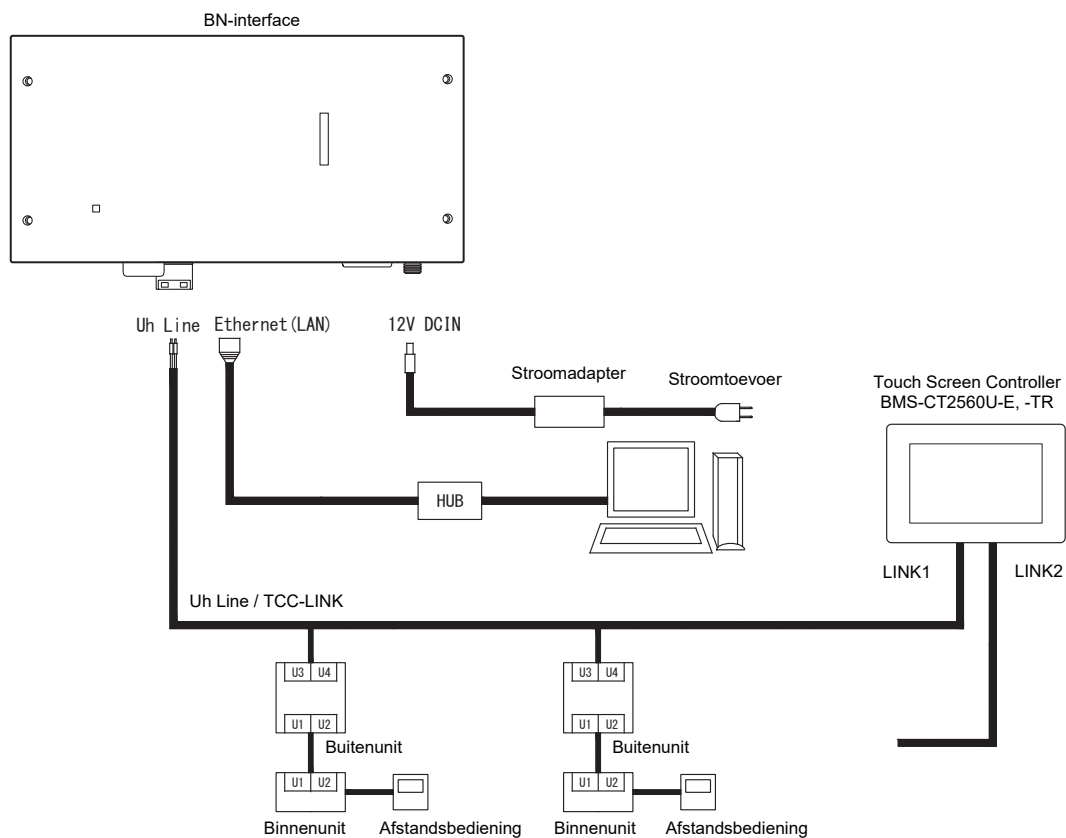 BN-interface
Uh Line
Ethernet(LAN)
12V DCIN
Stroomadapter
Stroomtoevoer
Touch Screen Controller
BMS-CT2560U-E, -TR
HUB
LINK1
LINK2
Uh Line / TCC-LINK
U3 U4
U3 U4
U1 U2
U1 U2
Buitenunit
Buitenunit
U1 U2
U1 U2
Binnenunit
Afstandsbediening
Binnenunit
Afstandsbediening